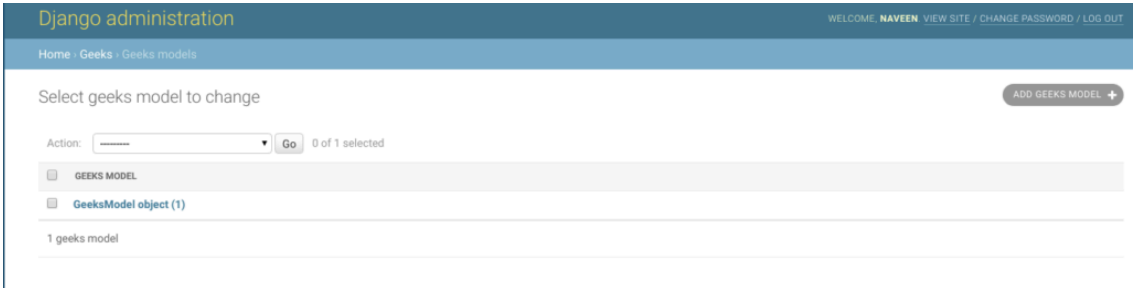 Django administration
WELCOME, NAVEEN. VIEW SITE / CHANGE PASSWORD / LOG OUT
Home › Geeks › Geeks models
Select geeks model to change
ADD GEEKS MODEL +
Action: --------- Go 0 of 1 selected
GEEKS MODEL
GeeksModel object (1)
1 geeks model